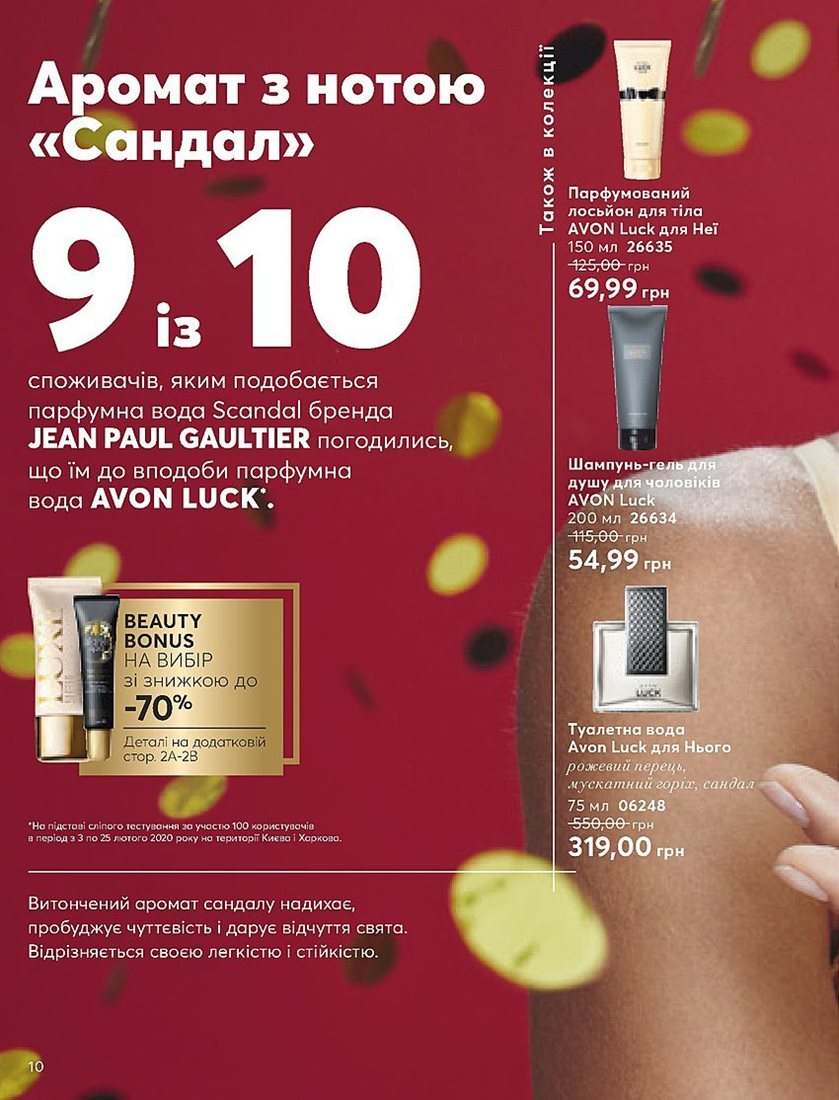 Аромат з нотою
«Сандал»
9 із 10
споживачів, яким подобається
парфумна вода Scandal бренда
JEAN PAUL GAULTIER погодились,
що їм до вподоби парфумна
вода AVON LUCK*.
LUXE
BEAUTY
BONUS
НА ВИБІР
зі знижкою до
-70%
Деталі на додатковій
стор. 2А-2В
*На підставі сліпого тестування за участю 100 користувачів
в період з 3 по 25 лютого 2020 року на території Києва і Харкова.
Витончений аромат сандалу надихає,
пробуджує чуттєвість і дарує відчуття свята.
Відрізняється своєю легкістю і стійкістю.
10
Також в колекції
LUCK
Парфумований
лосьйон для тіла
AVON Luck для Неї
150 мл 26635
125,00 грн
69,99 грн
Шампунь-гель для
душу для чоловіків
AVON Luck
200 мл 26634
115,00 грн
54,99 грн
LUCK
Туалетна вода
Avon Luck для Нього
рожевий перець,
мускатний горіх, сандал
75 мл 06248
550,00 грн
319,00 грн